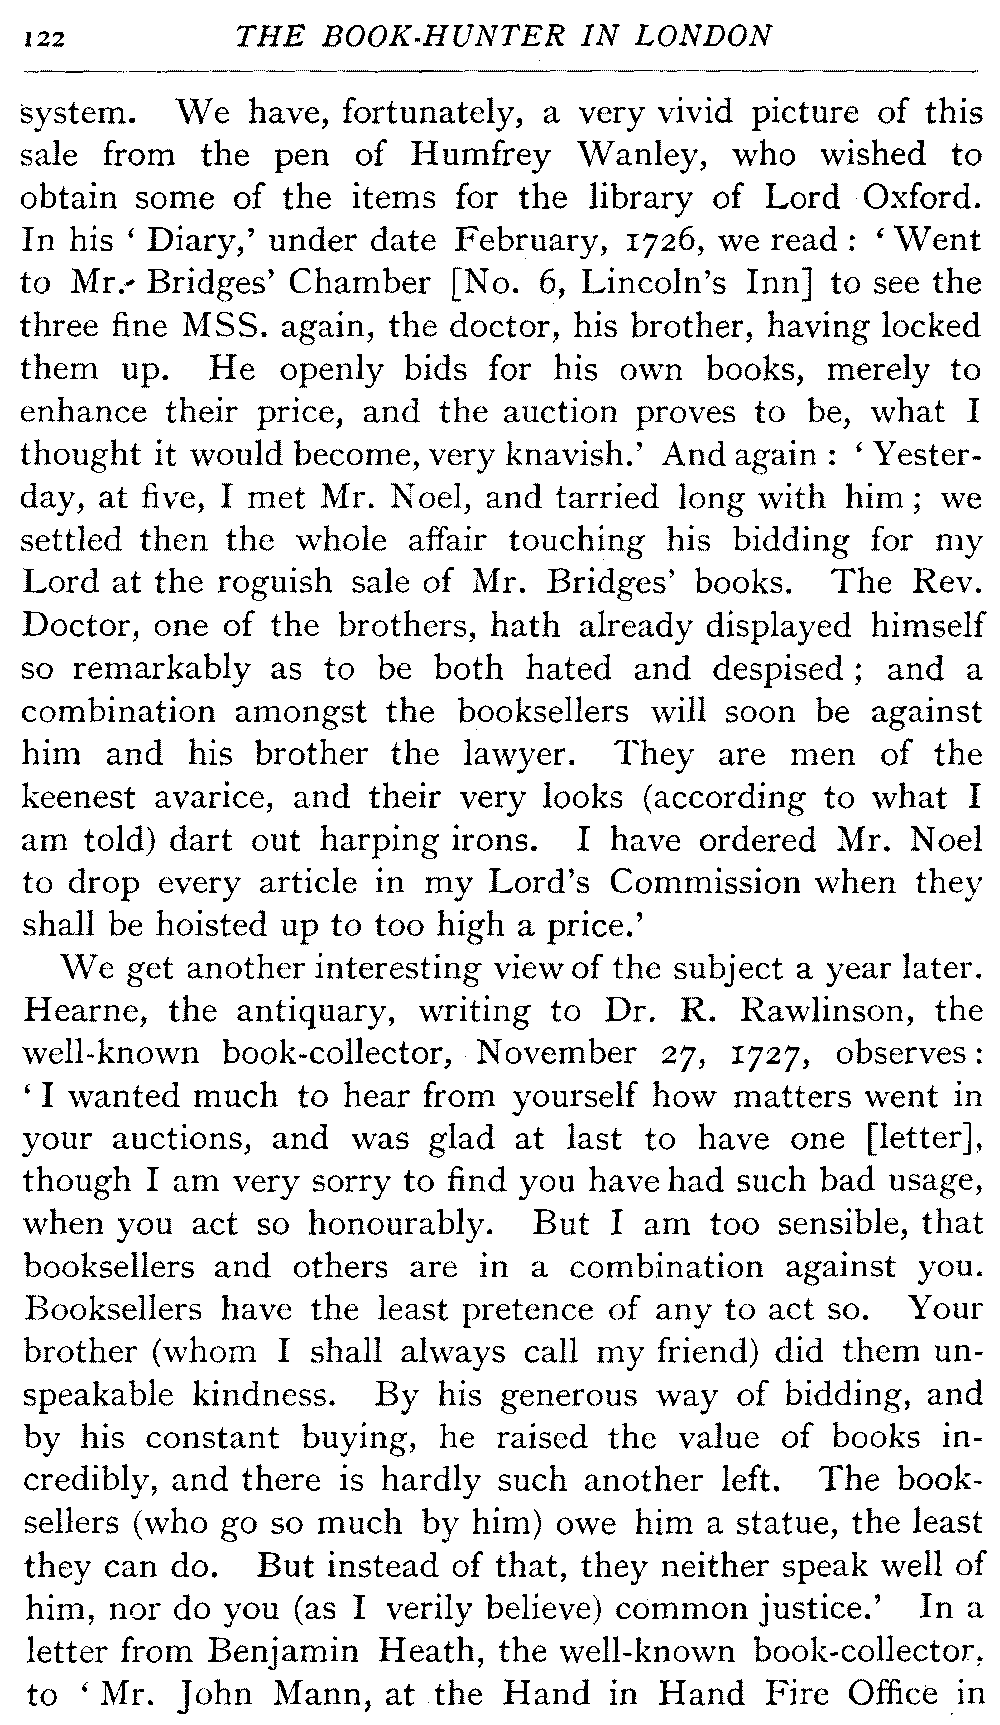 122 THE BOOK-HUNTER IN LONDON
system. We have, fortunately, a very vivid picture of this
sale from the pen of Humfrey Wanley, who wished to
obtain some of the items for the library of Lord Oxford.
In his ‘ Diary,’ under date February, 1726, we read : ‘ Went
to Mr. Bridges’ Chamber [No. 6, Lincoln’s Inn] to see the
three fine MSS. again, the doctor, his brother, having locked
them up. He openly bids for his own books, merely to
enhance their price, and the auction proves to be, what I
thought it would become, very knavish.’ And again : ‘ Yester-
day, at five, I met Mr. Noel, and tarried long with him ; we
settled then the whole affair touching his bidding for my
Lord at the roguish sale of Mr. Bridges’ books. The Rev.
Doctor, one of the brothers, hath already displayed himself
so remarkably as to be both hated and despised ; and a
combination amongst the booksellers will soon be against
him and his brother the lawyer. They are men of the
keenest avarice, and their very looks (according to what I
am told) dart out harping irons. I have ordered Mr. Noel
to drop every article in my Lord’s Commission when they
shall be hoisted up to too high a price.’
We get another interesting view of the subject a year later.
Hearne, the antiquary, writing to Dr. R. Rawlinson, the
well-known book-collector, November 27, 1727, observes :
‘ I wanted much to hear from yourself how matters went in
your auctions, and was glad at last to have one [letter],
though I am very sorry to find you have had such bad usage,
when you act so honourably. But I am too sensible, that
booksellers and others are in a combination against you.
Booksellers have the least pretence of any to act so. Your
brother (whom I shall always call my friend) did them un-
speakable kindness. By his generous way of bidding, and
by his constant buying, he raised the value of books in-
credibly, and there is hardly such another left. The book-
sellers (who go so much by him) owe him a statue, the least
they can do. But instead of that, they neither speak well of
him, nor do you (as I verily believe) common justice.’ In a
letter from Benjamin Heath, the well-known book-collector,
to ‘ Mr. John Mann, at the Hand in Hand Fire Office in